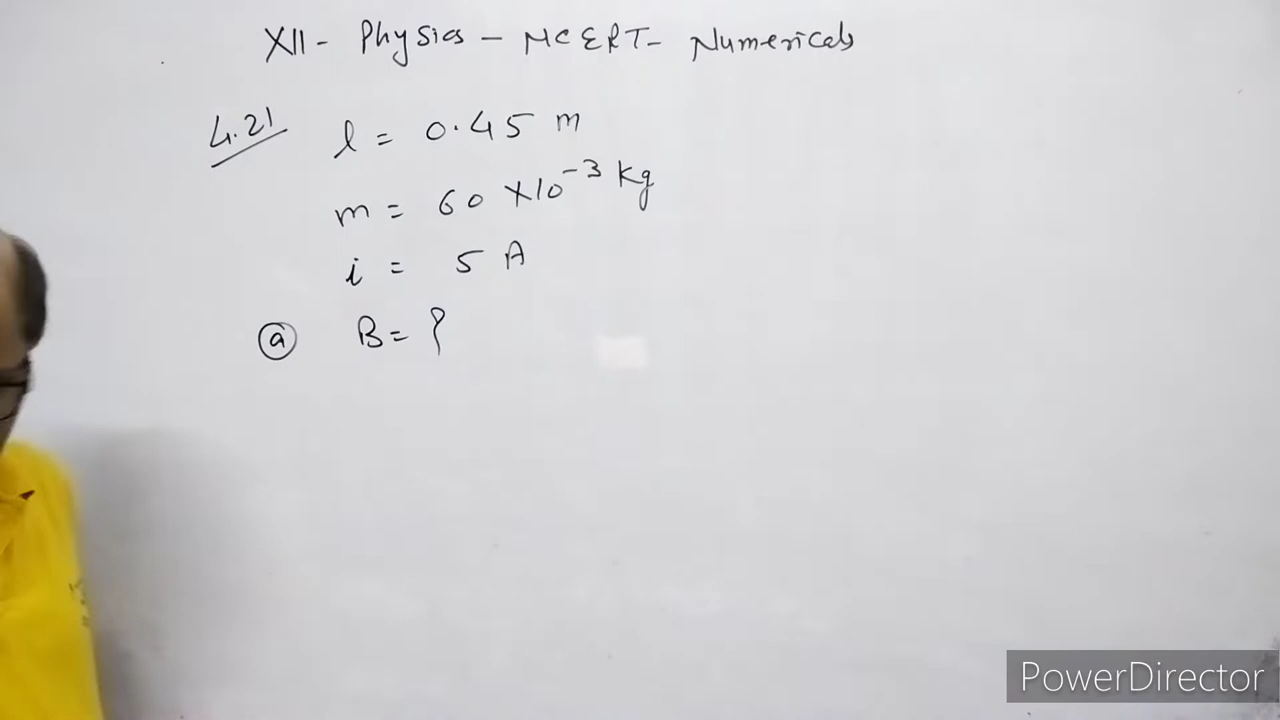 XII - Physics - NCERT- Numericals
4.21 l = 0.45 m
m = 60 X10⁻³ Kg
i = 5 A
ⓐ B = ?
PowerDirector